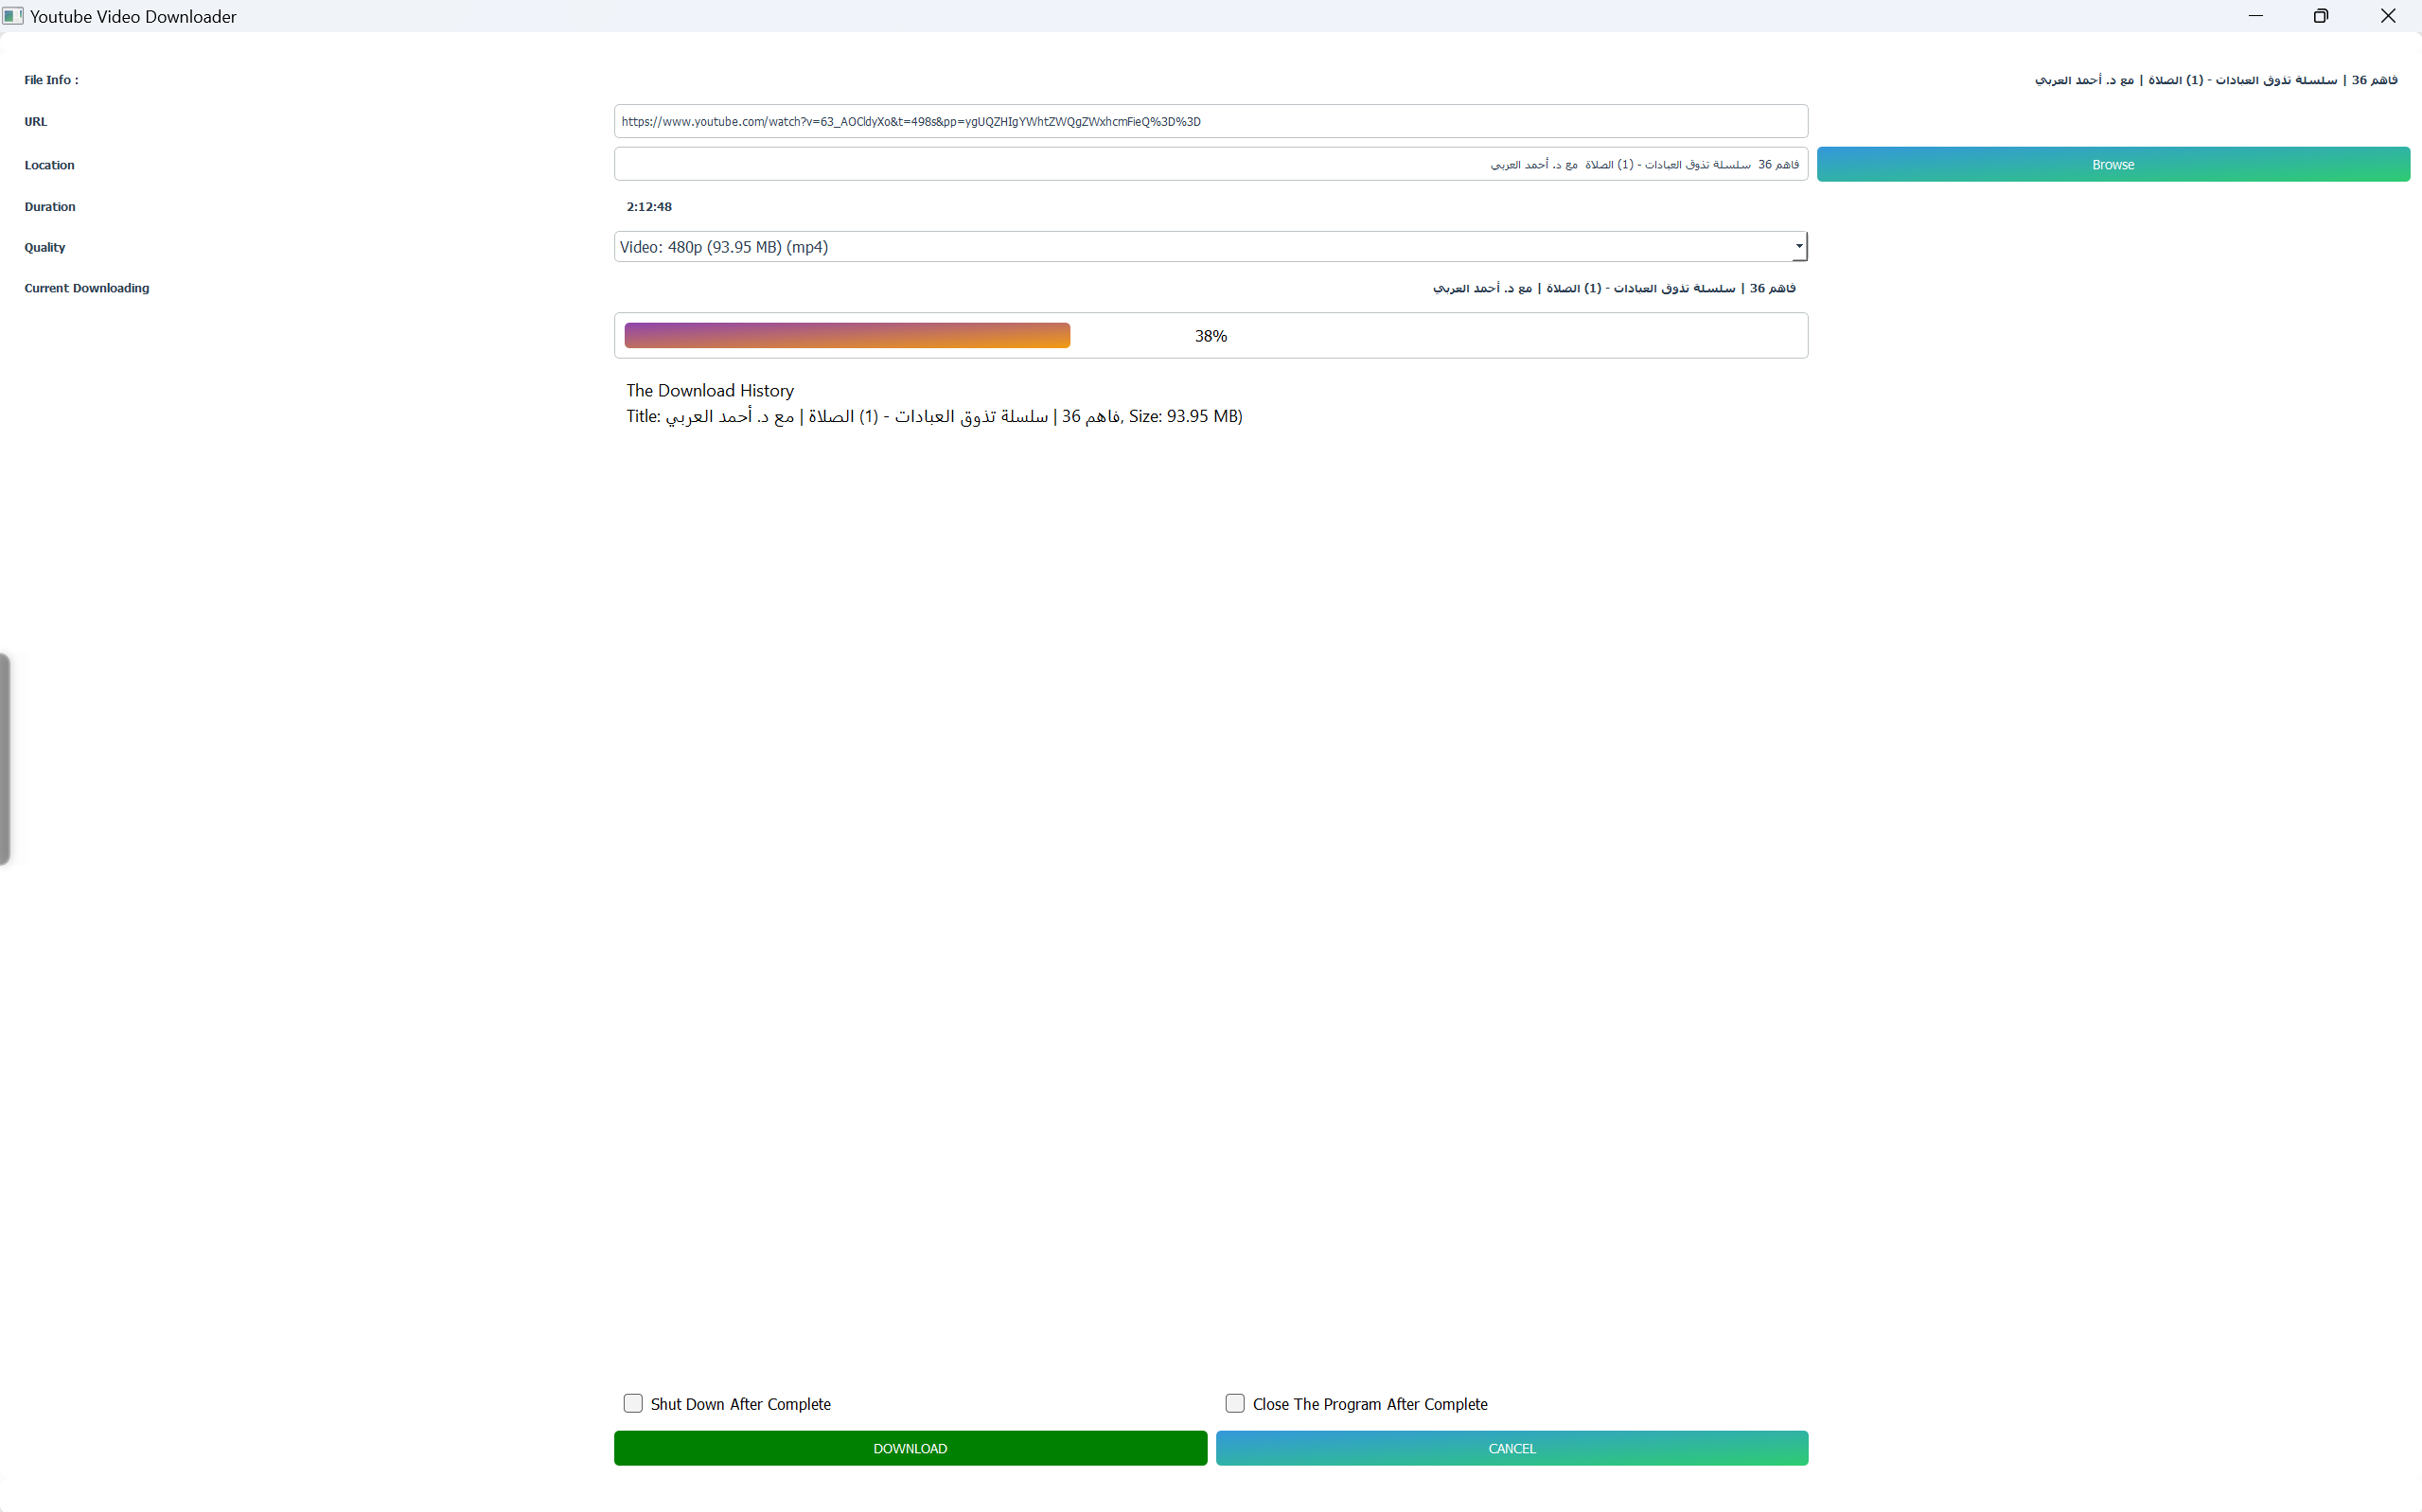 Youtube Video Downloader
File Info :
فاهم 36 | سلسلة تذوق العبادات - (1) الصلاة | مع د. أحمد العربي
URL
https://www.youtube.com/watch?v=63_AOCldyXo&t=498s&pp=ygUQZHIgYWhtZWQgZWxhcmFieQ%3D%3D
Location
فاهم 36  سلسلة تذوق العبادات - (1) الصلاة  مع د. أحمد العربي
Browse
Duration
2:12:48
Quality
Video: 480p (93.95 MB) (mp4)
Current Downloading
فاهم 36 | سلسلة تذوق العبادات - (1) الصلاة | مع د. أحمد العربي
38%
The Download History
Title: فاهم 36 | سلسلة تذوق العبادات - (1) الصلاة | مع د. أحمد العربي, Size: 93.95 MB)
Shut Down After Complete
Close The Program After Complete
DOWNLOAD
CANCEL